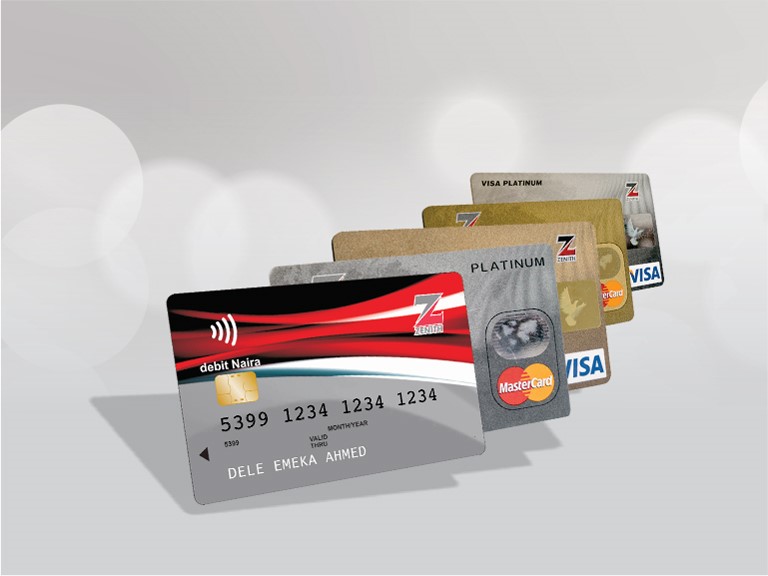 VISA PLATINUM
ZENITH
VISA
ZENITH
VISA
PLATINUM
MasterCard
ZENITH
debit Naira
5399 1234 1234 1234
5399
MONTH/YEAR
VALID
THRU
DELE EMEKA AHMED